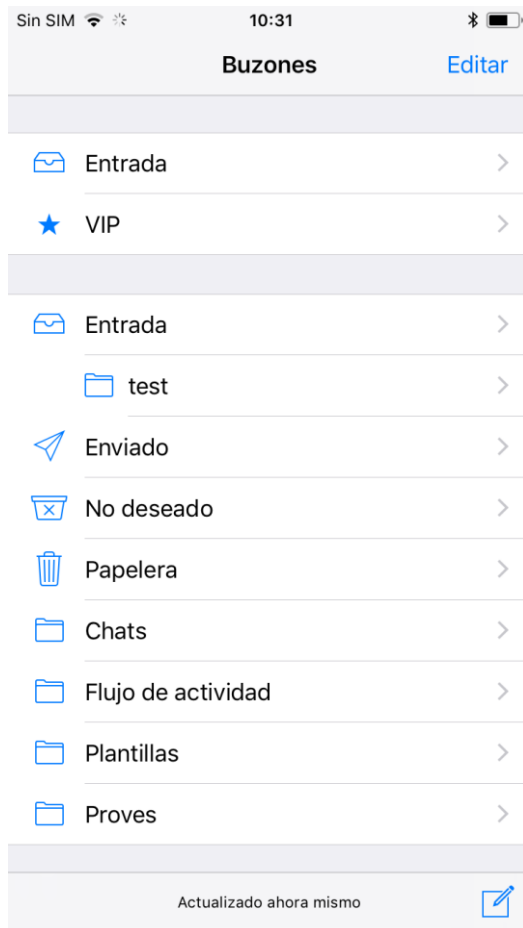 Sin SIM 10:31
Buzones Editar
Entrada
VIP
Entrada
test
Enviado
No deseado
Papelera
Chats
Flujo de actividad
Plantillas
Proves
Actualizado ahora mismo